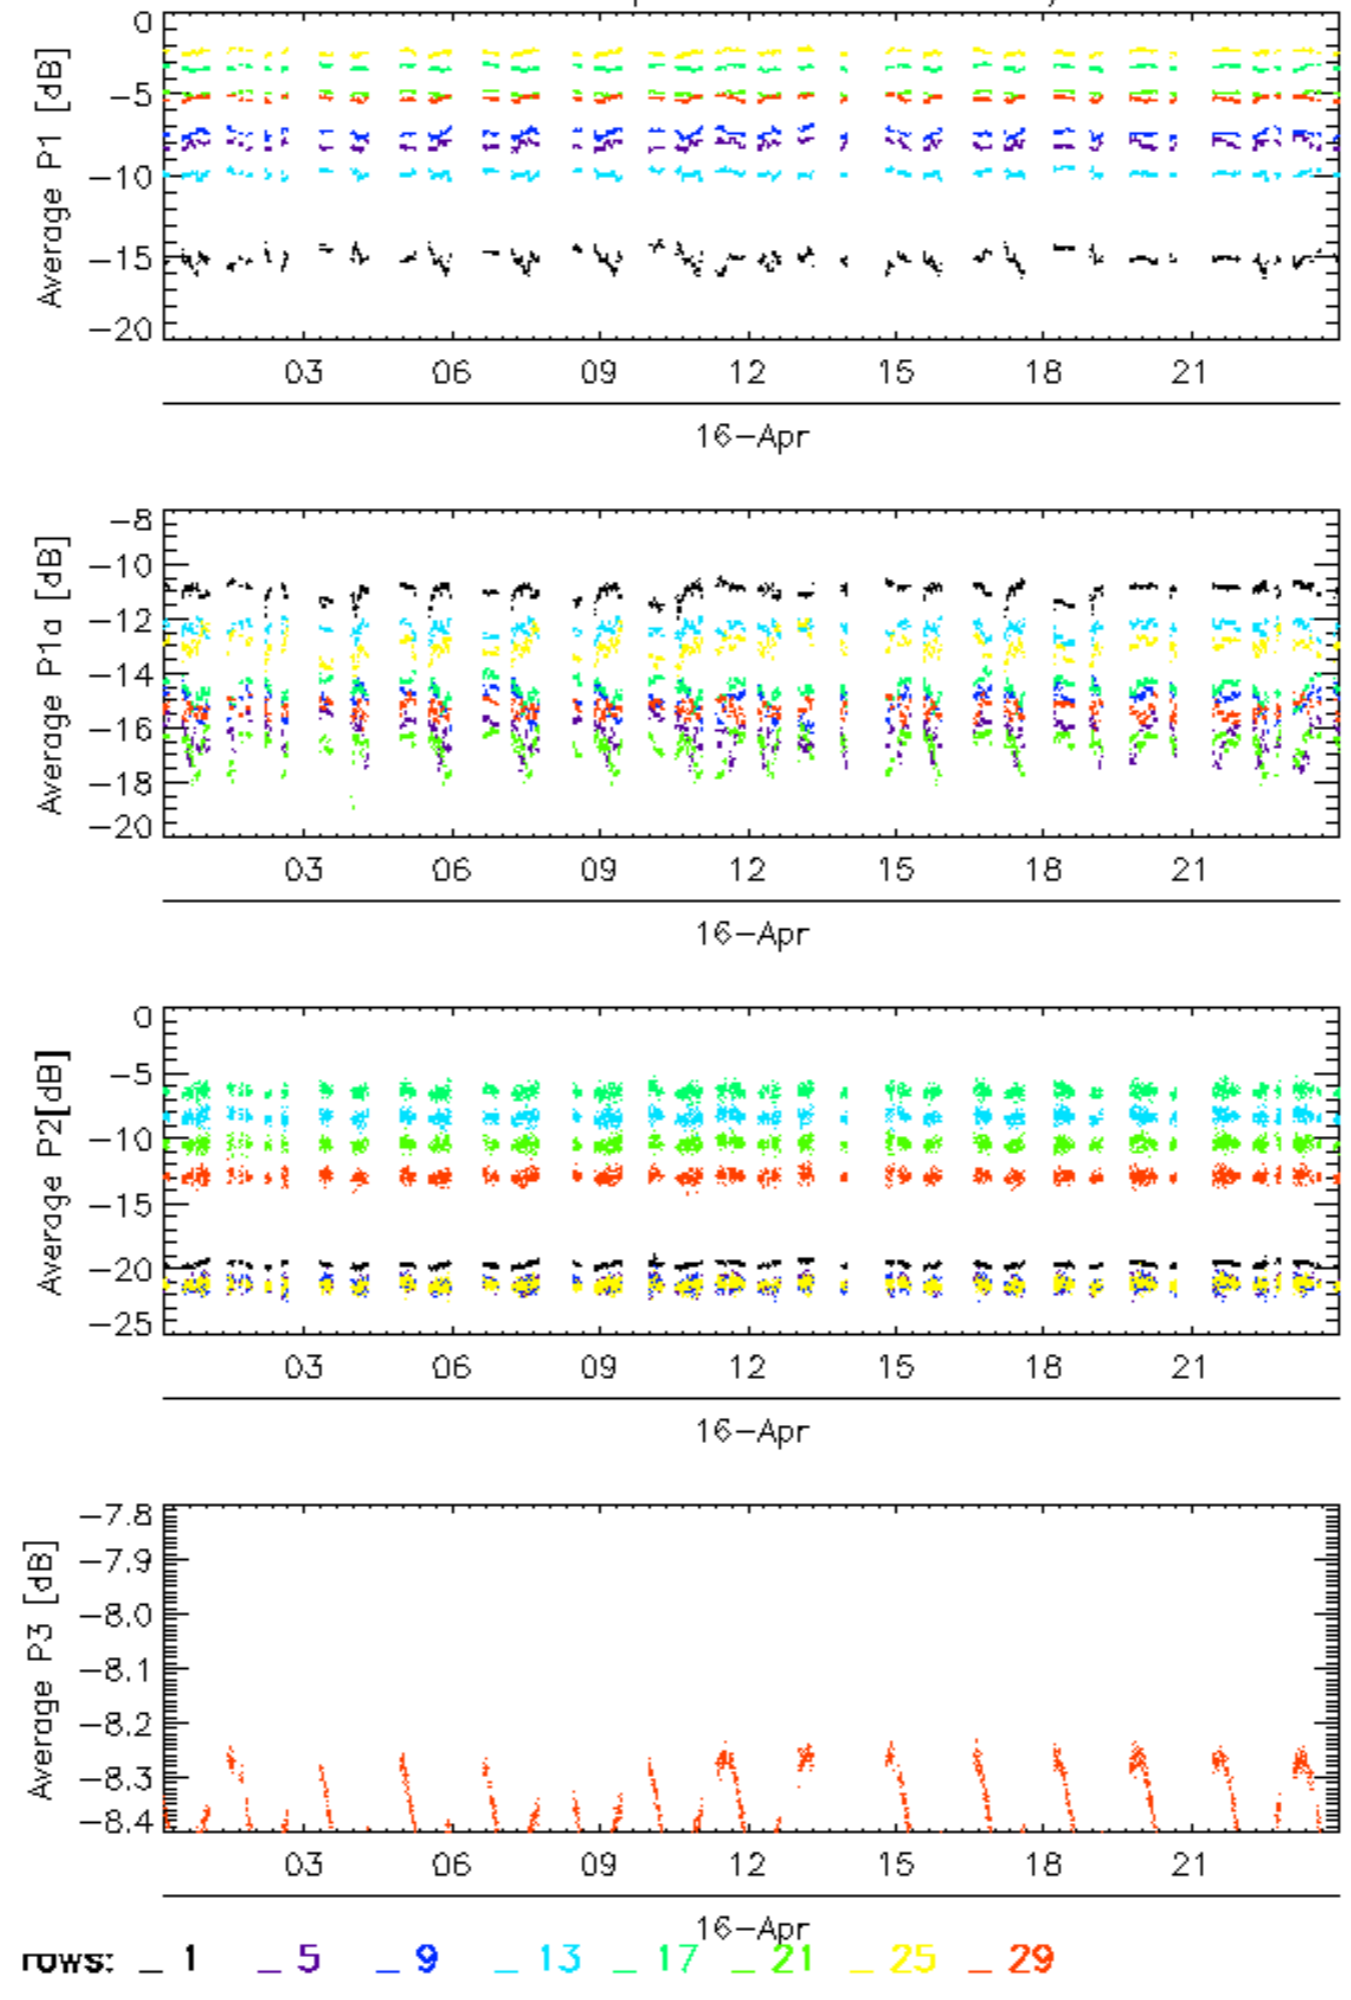 0
−5
−10
−15
−20
Average P1 [dB]
03 06 09 12 15 18 21
16−Apr
−8
−10
−12
−14
−16
−18
−20
Average P1a [dB]
03 06 09 12 15 18 21
16−Apr
0
−5
−10
−15
−20
−25
Average P2[dB]
03 06 09 12 15 18 21
16−Apr
−7.8
−7.9
−8.0
−8.1
−8.2
−8.3
−8.4
Average P3 [dB]
03 06 09 12 15 18 21
16−Apr
rows: _ 1 _ 5 _ 9 _ 13 _ 17 _ 21 _ 25 _ 29